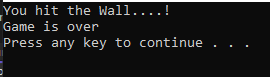 You hit the Wall....!
Game is over
Press any key to continue . . .